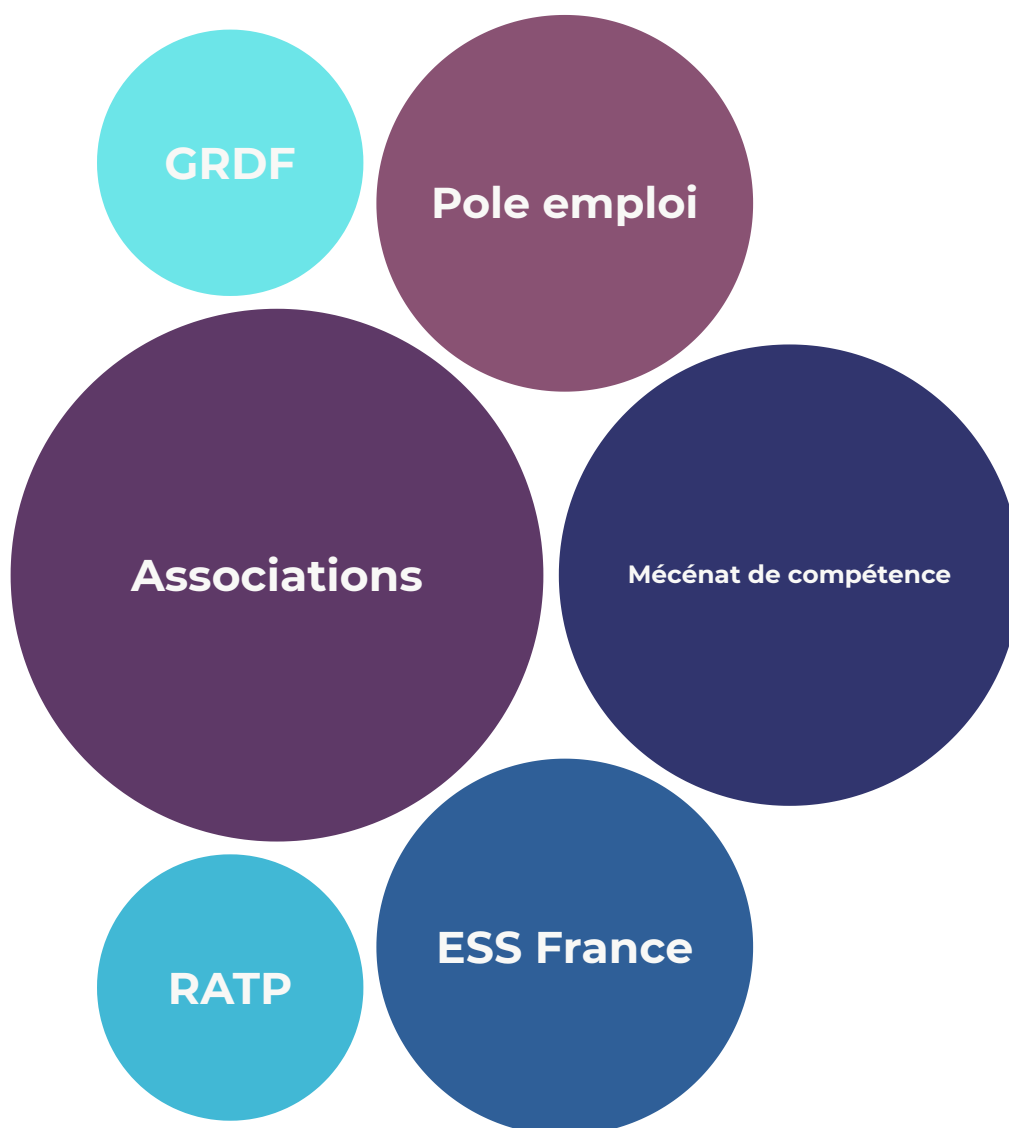 GRDF
Pole emploi
Associations
Mécénat de compétence
ESS France
RATP